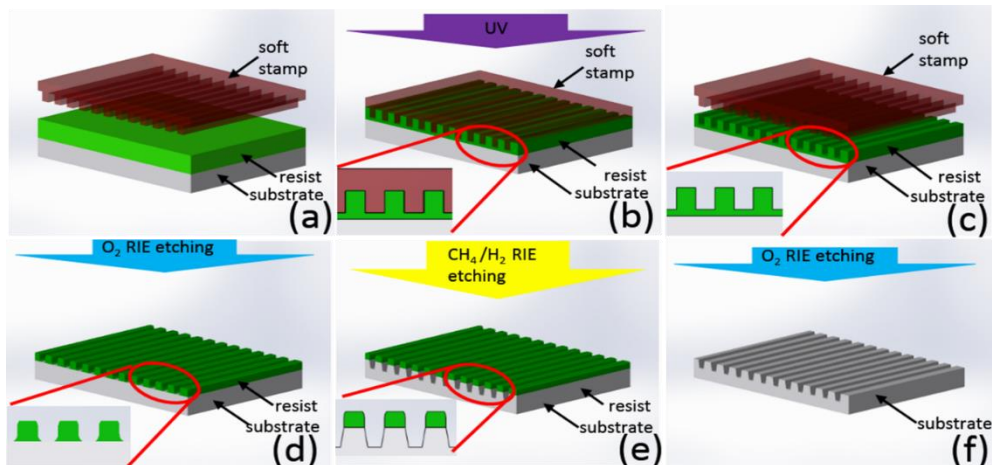 soft
stamp
resist
substrate
(a)
UV
soft
stamp
resist
substrate
(b)
soft
stamp
resist
substrate
(c)
O₂ RIE etching
resist
substrate
(d)
CH₄/H₂ RIE
etching
resist
substrate
(e)
O₂ RIE etching
substrate
(f)